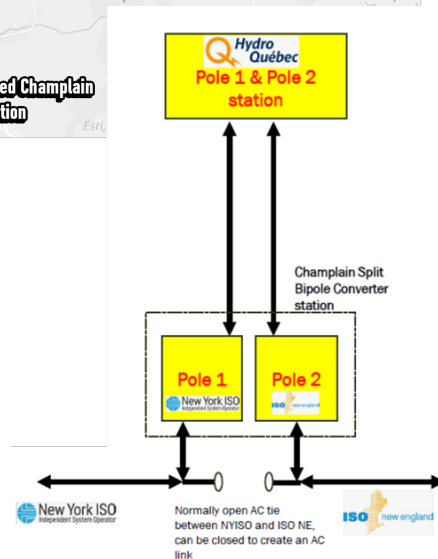 ed Champlain
tion
Esri,
Hydro
Québec
Pole 1 & Pole 2
station
Champlain Split
Bipole Converter
station
Pole 1
New York ISO
Independent System Operator
Pole 2
ISO new england
New York ISO
Independent System Operator
Normally open AC tie
between NYISO and ISO NE,
can be closed to create an AC
link
ISO new england